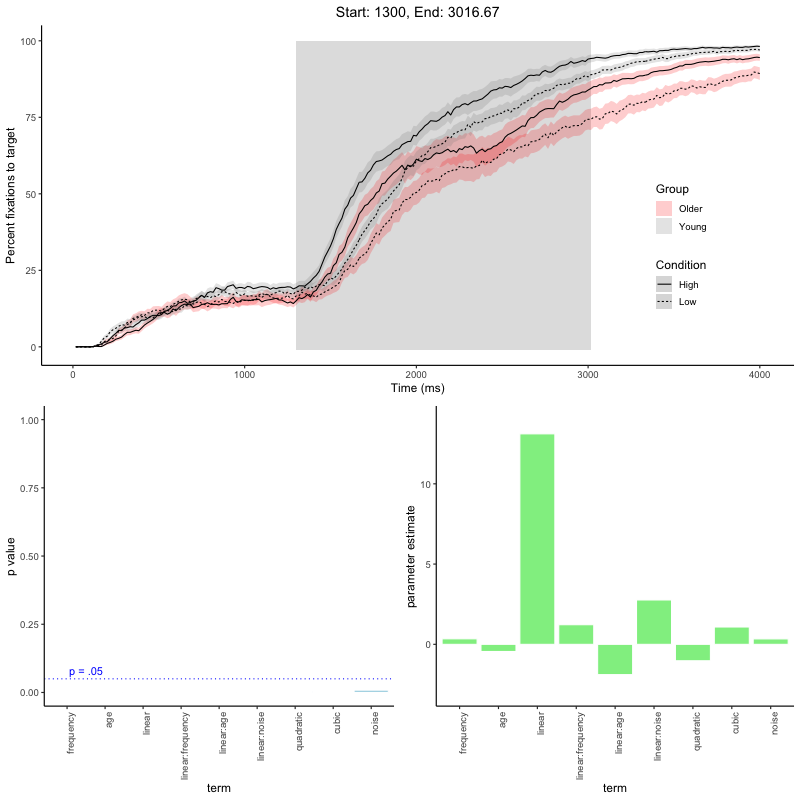 Start: 1300, End: 3016.67
Percent fixations to target
100
75
50
25
0
0
1000
2000
3000
4000
Time (ms)
Group
Older
Young
Condition
High
Low
p value
1.00
0.75
0.50
0.25
0.00
p = .05
frequency
age
linear
linear:frequency
linear:age
linear:noise
quadratic
cubic
noise
term
parameter estimate
10
5
0
frequency
age
linear
linear:frequency
linear:age
linear:noise
quadratic
cubic
noise
term